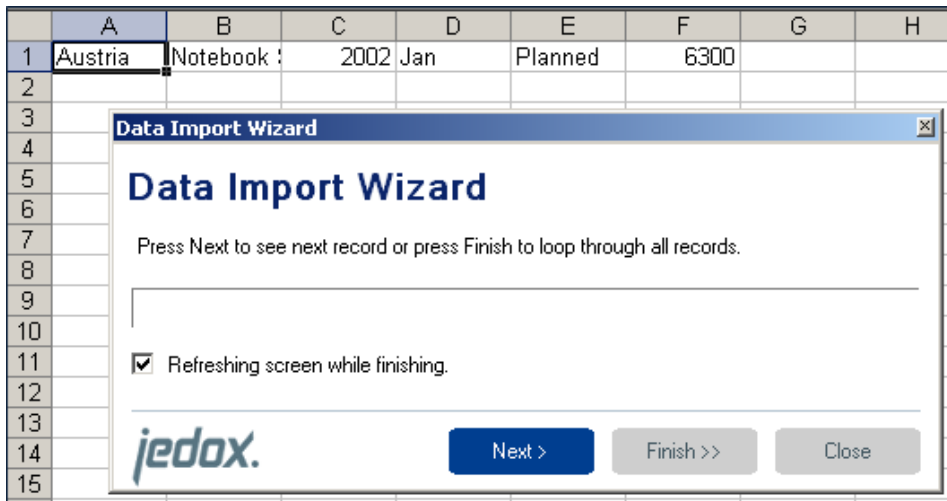 A B C D E F G H
1 Austria Notebook 2002 Jan Planned 6300
2
3
Data Import Wizard
4
5
Data Import Wizard
6
7
Press Next to see next record or press Finish to loop through all records.
8
9
10
11
Refreshing screen while finishing.
12
13
jedox. Next > Finish >> Close
14
15